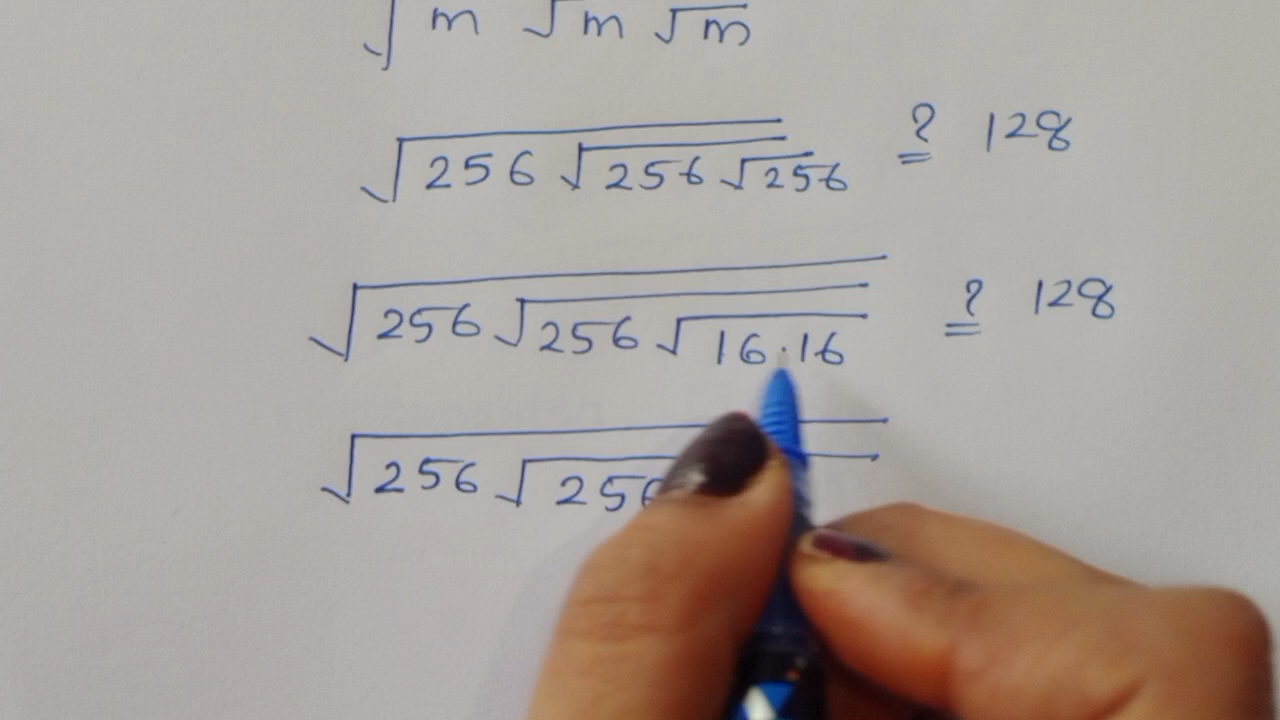 √m √m √m
√256 √256 √256 ≟ 128
√256 √256 √16·16 ≟ 128
√256 √256